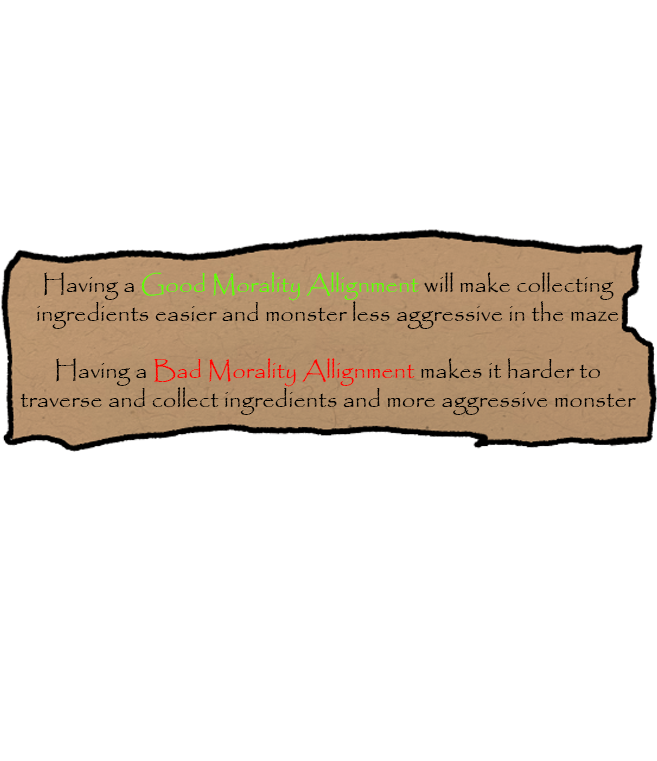 Having a Good Morality Allignment will make collecting
ingredients easier and monster less aggressive in the maze
Having a Bad Morality Allignment makes it harder to
traverse and collect ingredients and more aggressive monster